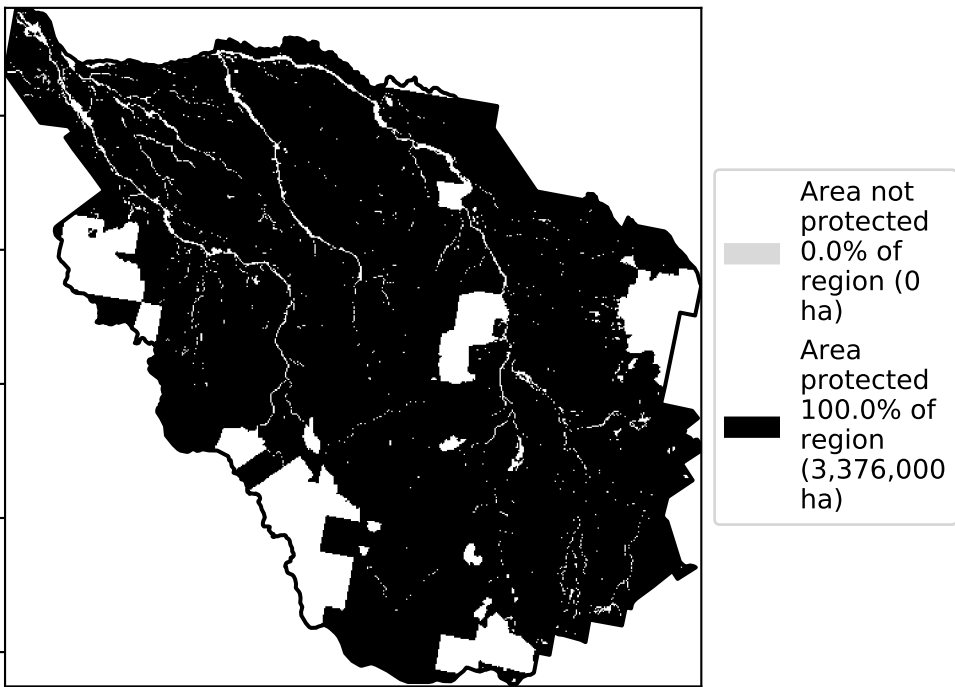 Area not
protected
0.0% of
region (0
ha)
Area
protected
100.0% of
region
(3,376,000
ha)